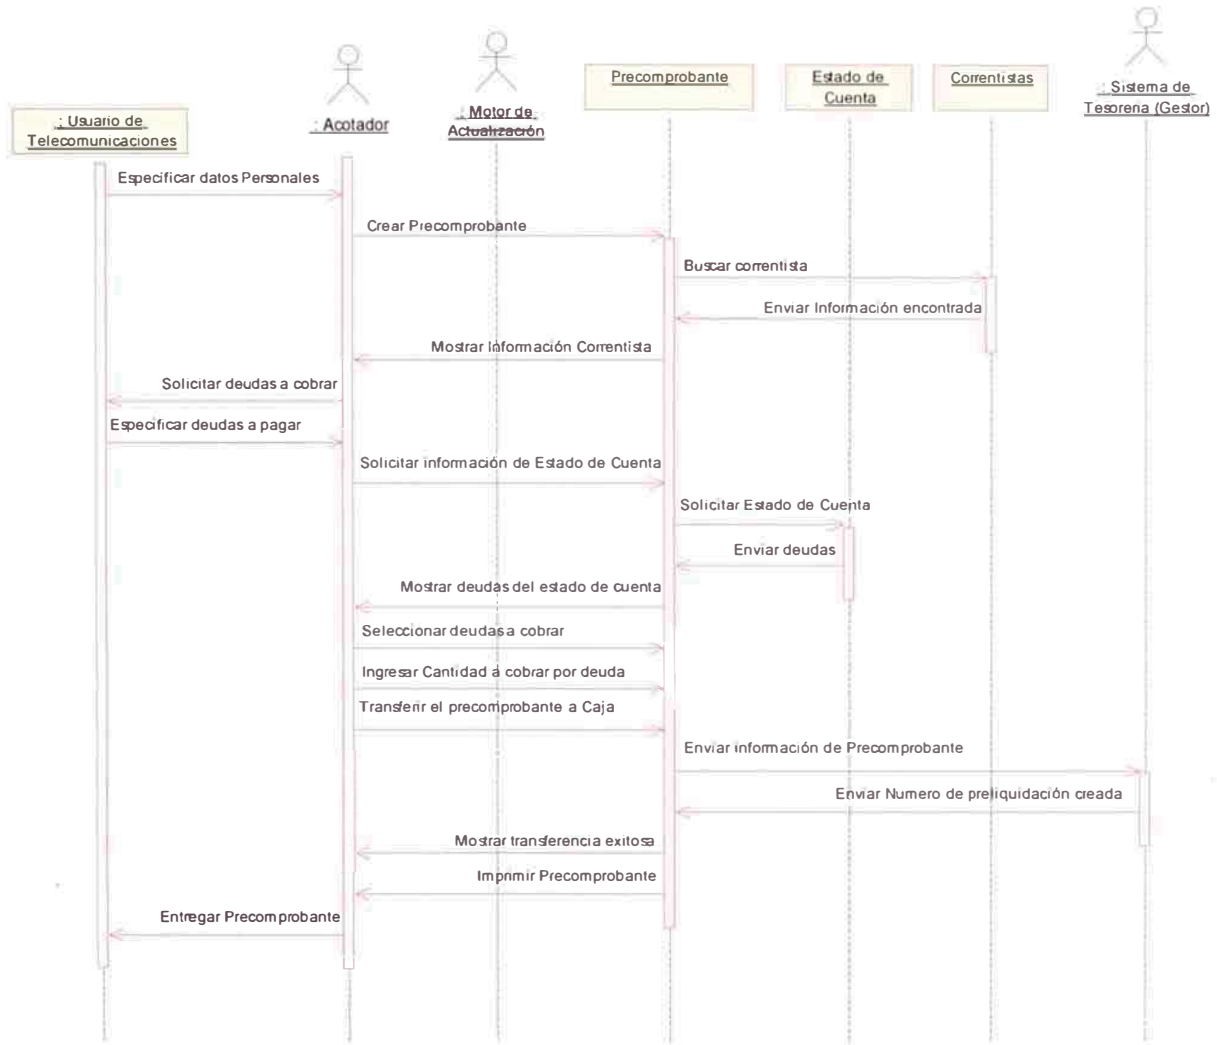 : Usuario de
Telecomunicaciones
: Acotador
: Motor de
Actualización
Precomprobante
Estado de
Cuenta
Correntistas
: Sistema de
Tesorena (Gestor)
Especificar datos Personales
Crear Precomprobante
Buscar correntista
Enviar Información encontrada
Mostrar Información Correntista
Solicitar deudas a cobrar
Especificar deudas a pagar
Solicitar información de Estado de Cuenta
Solicitar Estado de Cuenta
Enviar deudas
Mostrar deudas del estado de cuenta
Seleccionar deudas a cobrar
Ingresar Cantidad a cobrar por deuda
Transferir el precomprobante a Caja
Enviar información de Precomprobante
Enviar Numero de preliquidación creada
Mostrar transferencia exitosa
Imprimir Precomprobante
Entregar Precomprobante